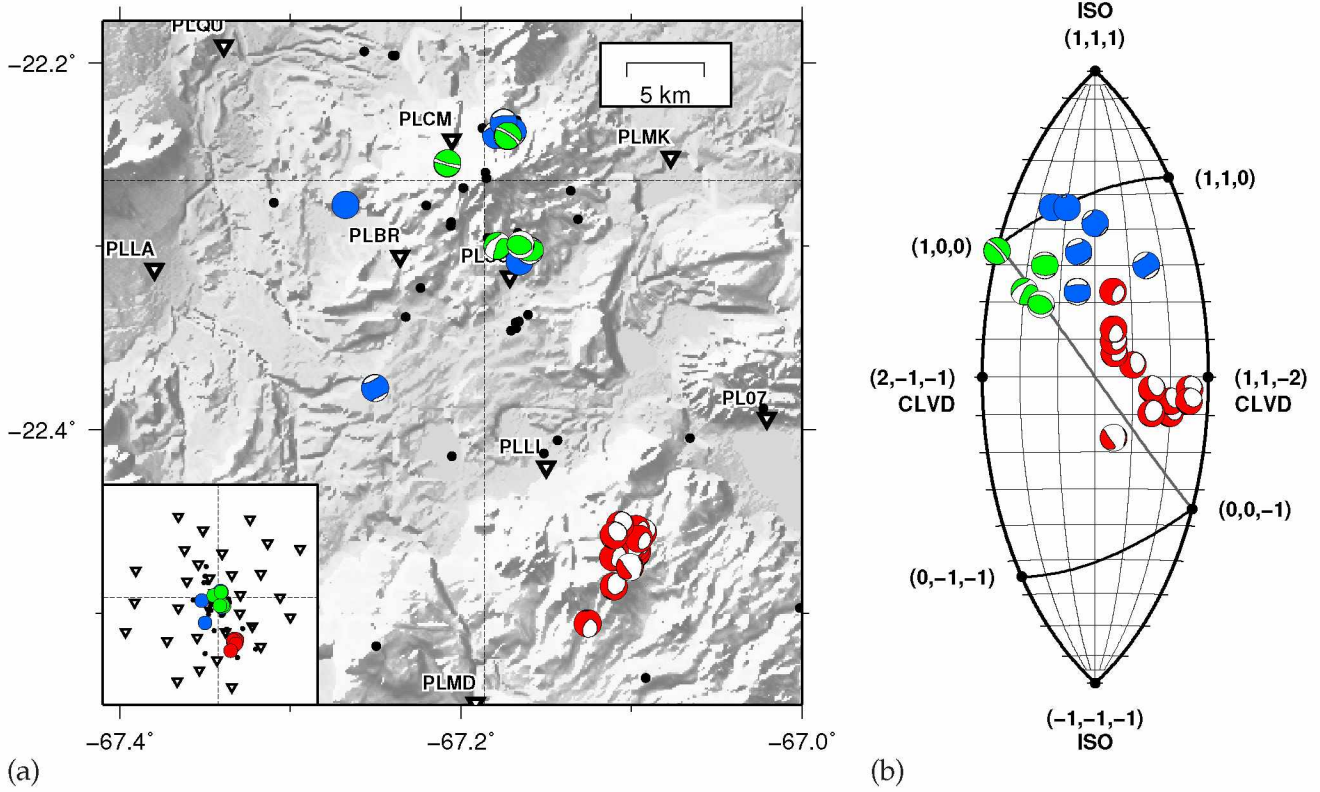 PLQU
−22.2˚
PLCM
5 km
PLMK
PLBR
PLLA
−22.4˚
PL07
PLLI
PLMD
−67.4˚
−67.2˚
−67.0˚
(a)
ISO
(1,1,1)
(1,1,0)
(1,0,0)
(2,−1,−1)
CLVD
(1,1,−2)
CLVD
(0,0,−1)
(0,−1,−1)
(−1,−1,−1)
ISO
(b)